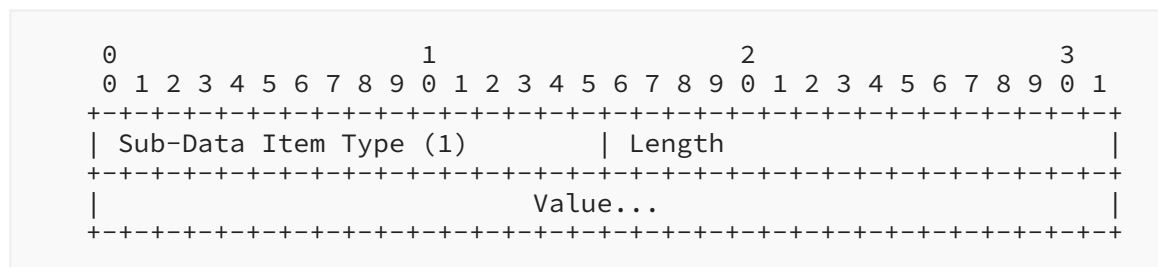 0                   1                   2                   3
 0 1 2 3 4 5 6 7 8 9 0 1 2 3 4 5 6 7 8 9 0 1 2 3 4 5 6 7 8 9 0 1
+-+-+-+-+-+-+-+-+-+-+-+-+-+-+-+-+-+-+-+-+-+-+-+-+-+-+-+-+-+-+-+-+
| Sub-Data Item Type (1)        | Length                        |
+-+-+-+-+-+-+-+-+-+-+-+-+-+-+-+-+-+-+-+-+-+-+-+-+-+-+-+-+-+-+-+-+
|                           Value...                            |
+-+-+-+-+-+-+-+-+-+-+-+-+-+-+-+-+-+-+-+-+-+-+-+-+-+-+-+-+-+-+-+-+